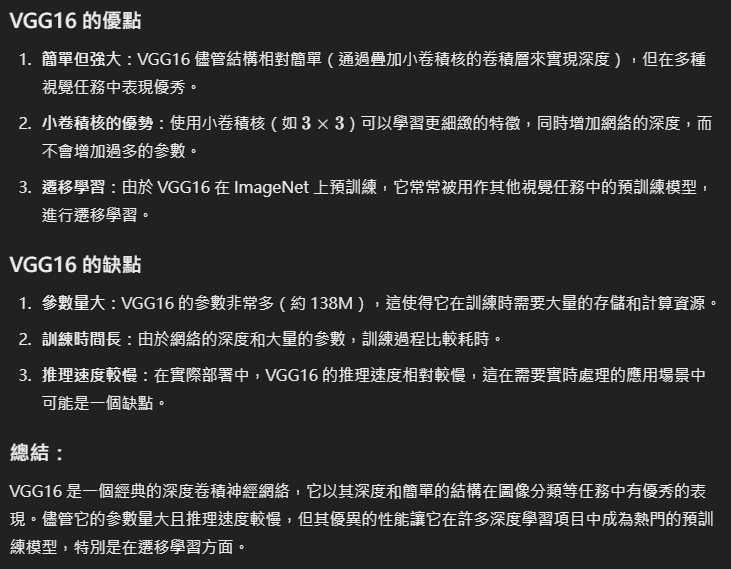 VGG16 的優點
1. 簡單但強大：VGG16 儘管結構相對簡單（通過疊加小卷積核的卷積層來實現深度），但在多種
視覺任務中表現優秀。
2. 小卷積核的優勢：使用小卷積核（如 3 × 3）可以學習更細緻的特徵，同時增加網絡的深度，而
不會增加過多的參數。
3. 遷移學習：由於 VGG16 在 ImageNet 上預訓練，它常常被用作其他視覺任務中的預訓練模型，
進行遷移學習。
VGG16 的缺點
1. 參數量大：VGG16 的參數非常多（約 138M），這使得它在訓練時需要大量的存儲和計算資源。
2. 訓練時間長：由於網絡的深度和大量的參數，訓練過程比較耗時。
3. 推理速度較慢：在實際部署中，VGG16 的推理速度相對較慢，這在需要實時處理的應用場景中
可能是一個缺點。
總結：
VGG16 是一個經典的深度卷積神經網絡，它以其深度和簡單的結構在圖像分類等任務中有優秀的表
現。儘管它的參數量大且推理速度較慢，但其優異的性能讓它在許多深度學習項目中成為熱門的預訓
練模型，特別是在遷移學習方面。